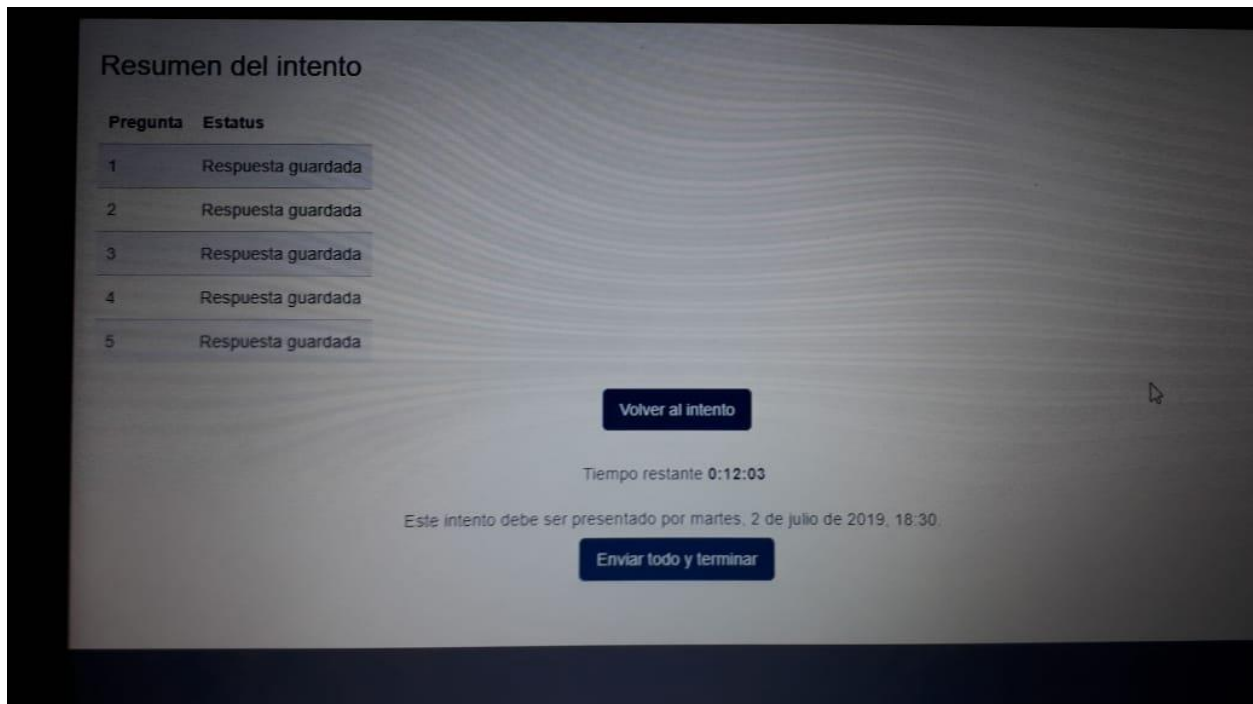 Resumen del intento
Pregunta Estatus
1 Respuesta guardada
2 Respuesta guardada
3 Respuesta guardada
4 Respuesta guardada
5 Respuesta guardada
Volver al intento
Tiempo restante 0:12:03
Este intento debe ser presentado por martes, 2 de julio de 2019, 18:30.
Enviar todo y terminar